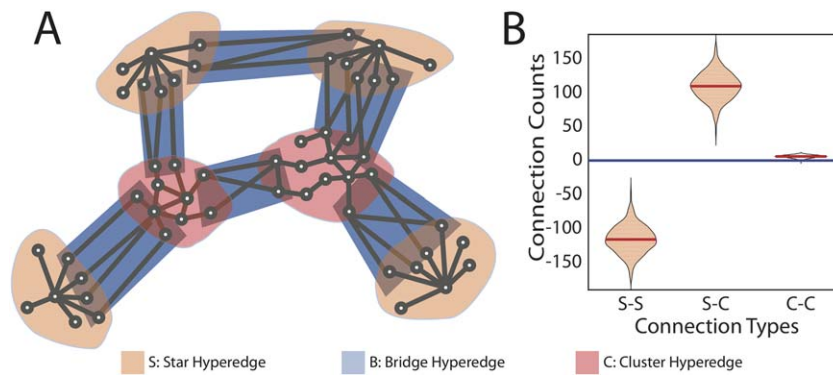 A
B
Connection Counts
150
100
50
0
-50
-100
-150
S-S S-C C-C
Connection Types
S: Star Hyperedge B: Bridge Hyperedge C: Cluster Hyperedge